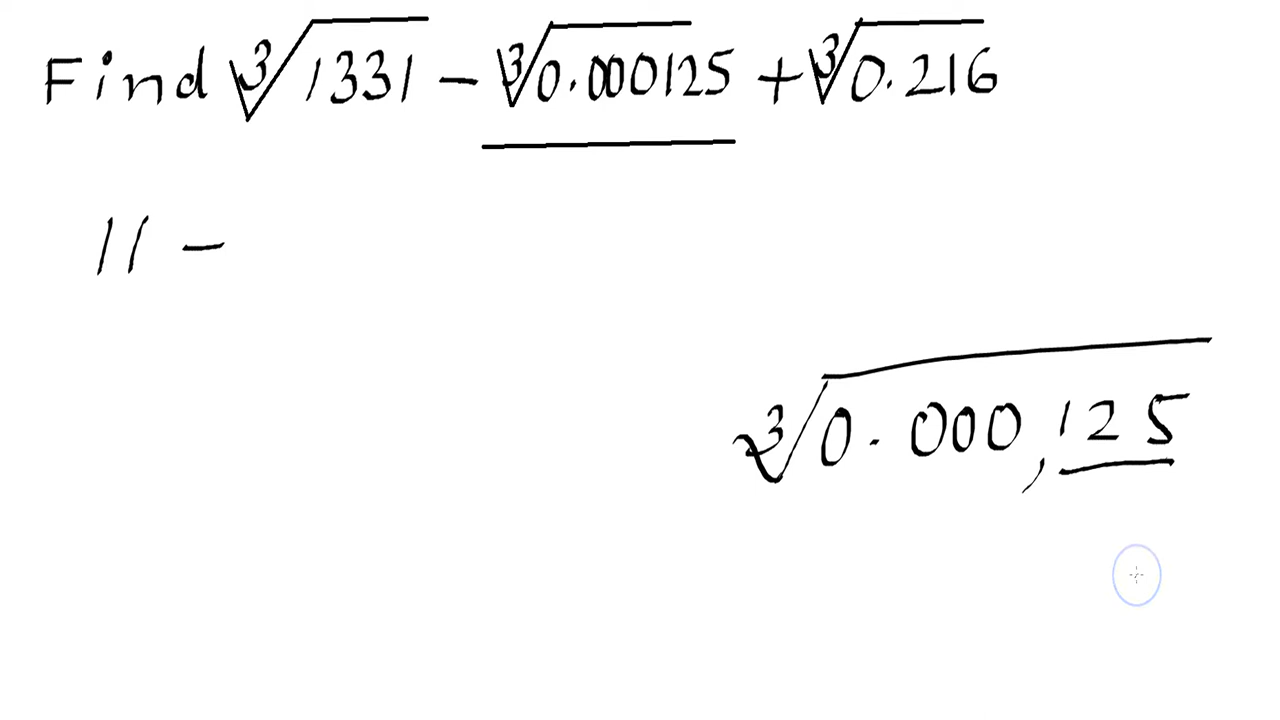 Find ∛1331 - ∛0.000125 + ∛0.216
11 -
∛0.000,125